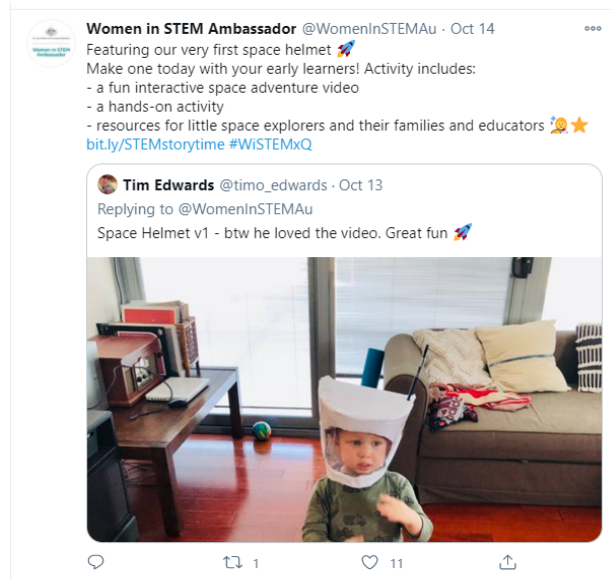 Women in STEM Ambassador @WomenInSTEMAu · Oct 14
Featuring our very first space helmet 🚀
Make one today with your early learners! Activity includes:
- a fun interactive space adventure video
- a hands-on activity
- resources for little space explorers and their families and educators 👩‍🚀⭐
bit.ly/STEMstorytime #WiSTEMxQ
Tim Edwards @timo_edwards · Oct 13
Replying to @WomenInSTEMAu
Space Helmet v1 - btw he loved the video. Great fun 🚀
1
11